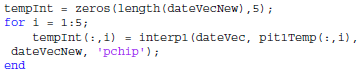 tempInt = zeros(length(dateVecNew),5);
for i = 1:5;
    tempInt(:,i) = interp1(dateVec, pit1Temp(:,i),
 dateVecNew, 'pchip');
end